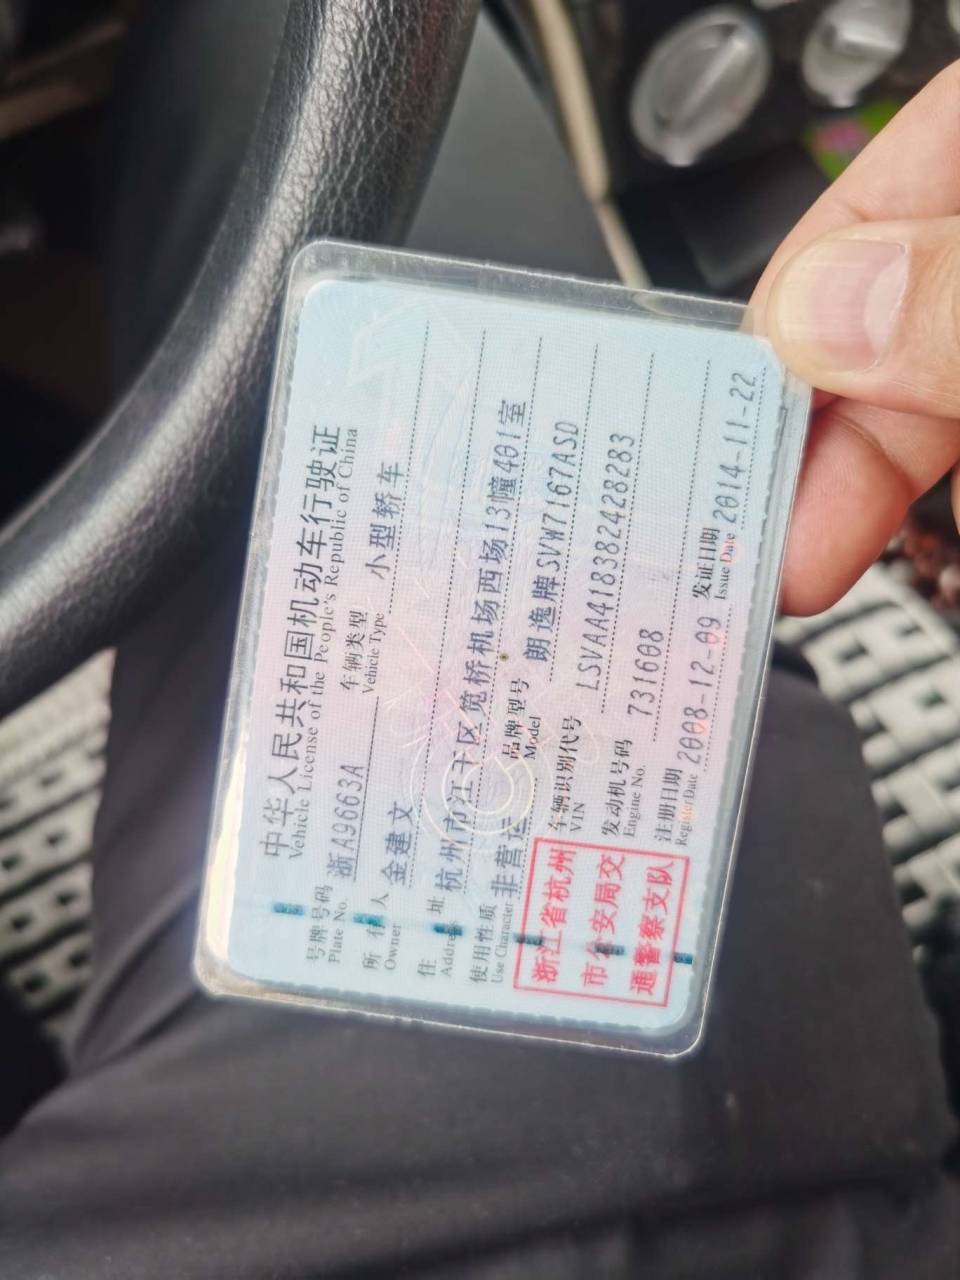 中华人民共和国机动车行驶证
Vehicle License of the People's Republic of China
号牌号码 浙A9663A 车辆类型 小型轿车
Plate No. Vehicle Type
所有人 金建文
Owner
住址 杭州市江干区笕桥机场西场13幢401室
Address
使用性质 非营运 品牌型号 朗逸牌SVW7167ASD
Use Character Model
车辆识别代号 LSVAA418382428283
VIN
发动机号码 731608
Engine No.
注册日期 2008-12-09 发证日期 2014-11-22
Register Date Issue Date
浙江省杭州
市公安局交
通警察支队